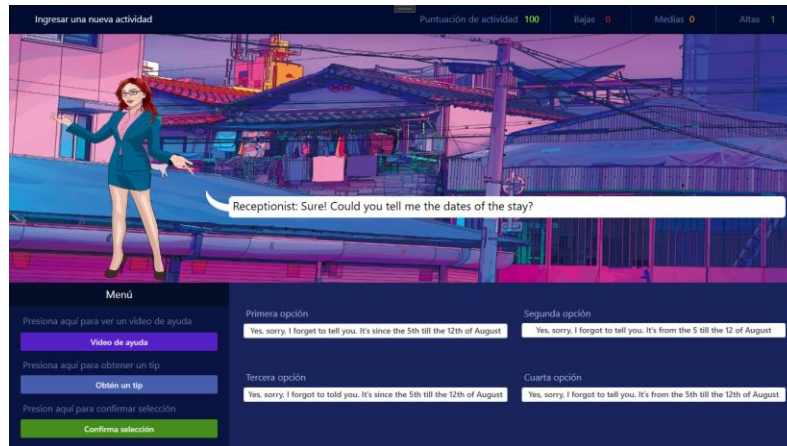 Ingresar una nueva actividad
Puntuación de actividad 100 Bajas 0 Medias 0 Altas 1
Receptionist: Sure! Could you tell me the dates of the stay?
Menú
Presiona aquí para ver un video de ayuda
Video de ayuda
Presiona aquí para obtener un tip
Obtén un tip
Presion aquí para confirmar selección
Confirma selección
Primera opción
Yes, sorry, I forget to tell you. It's since the 5th till the 12th of August
Segunda opción
Yes, sorry, I forgot to tell you. It's from the 5 till the 12 of August
Tercera opción
Yes, sorry, I forgot to told you. It's since the 5th till the 12th of August
Cuarta opción
Yes, sorry, I forgot to tell you. It's from the 5th till the 12th of August